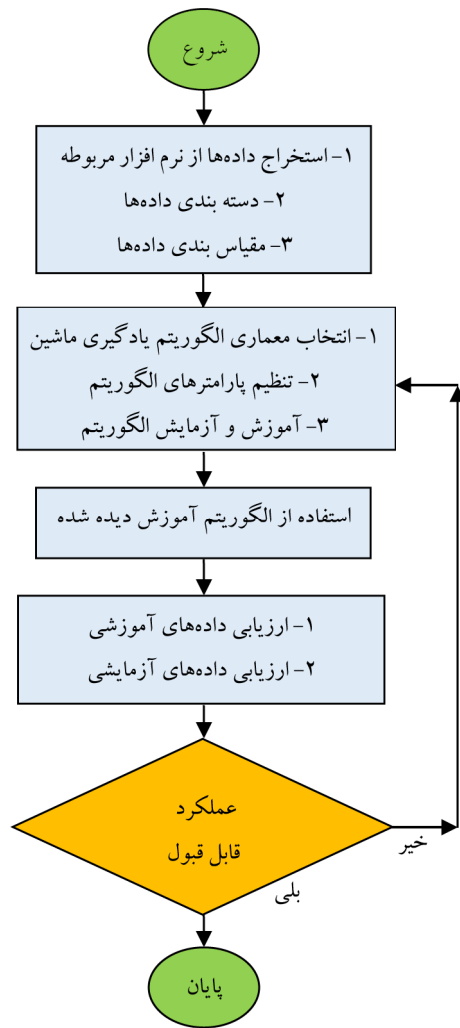 شروع
۱- استخراج داده‌ها از نرم افزار مربوطه
۲- دسته بندی داده‌ها
۳- مقیاس بندی داده‌ها
۱- انتخاب معماری الگوریتم یادگیری ماشین
۲- تنظیم پارامترهای الگوریتم
۳- آموزش و آزمایش الگوریتم
استفاده از الگوریتم آموزش دیده شده
۱- ارزیابی داده‌های آموزشی
۲- ارزیابی داده‌های آزمایشی
عملکرد
قابل قبول
خیر
بلی
پایان